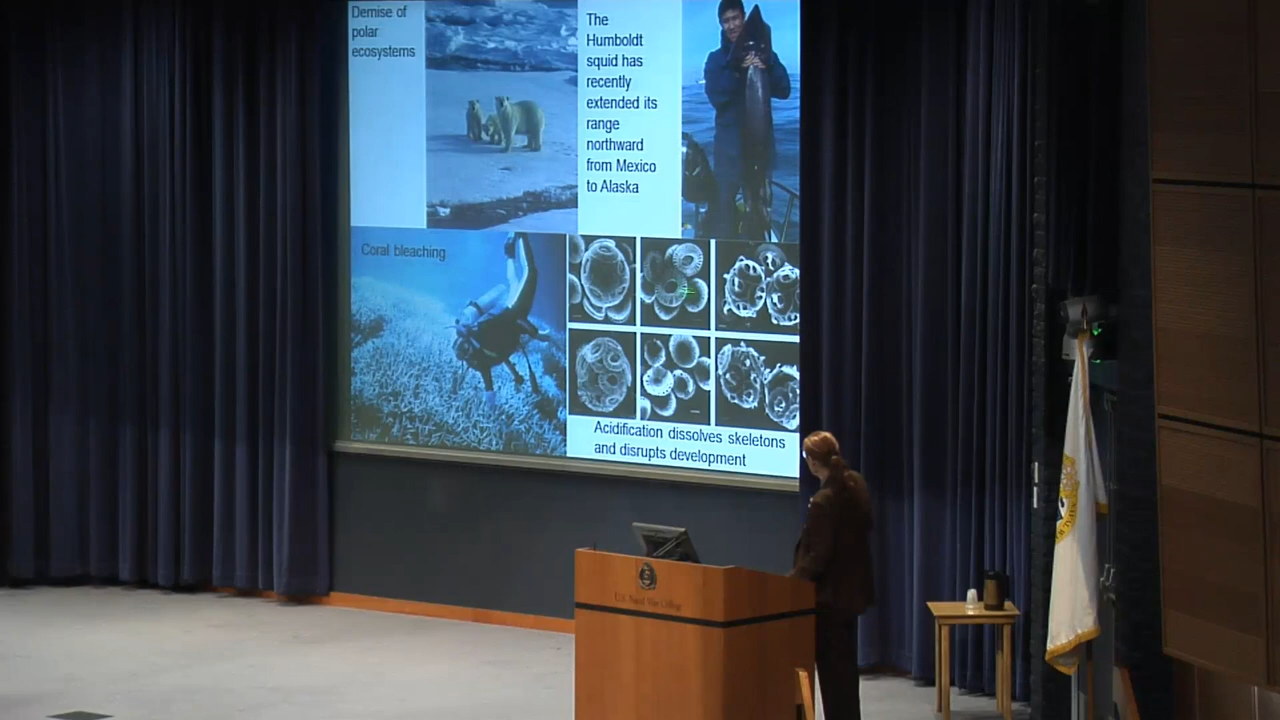 Demise of
polar
ecosystems
The
Humboldt
squid has
recently
extended its
range
northward
from Mexico
to Alaska
Coral bleaching
Acidification dissolves skeletons
and disrupts development
U.S. Naval War College